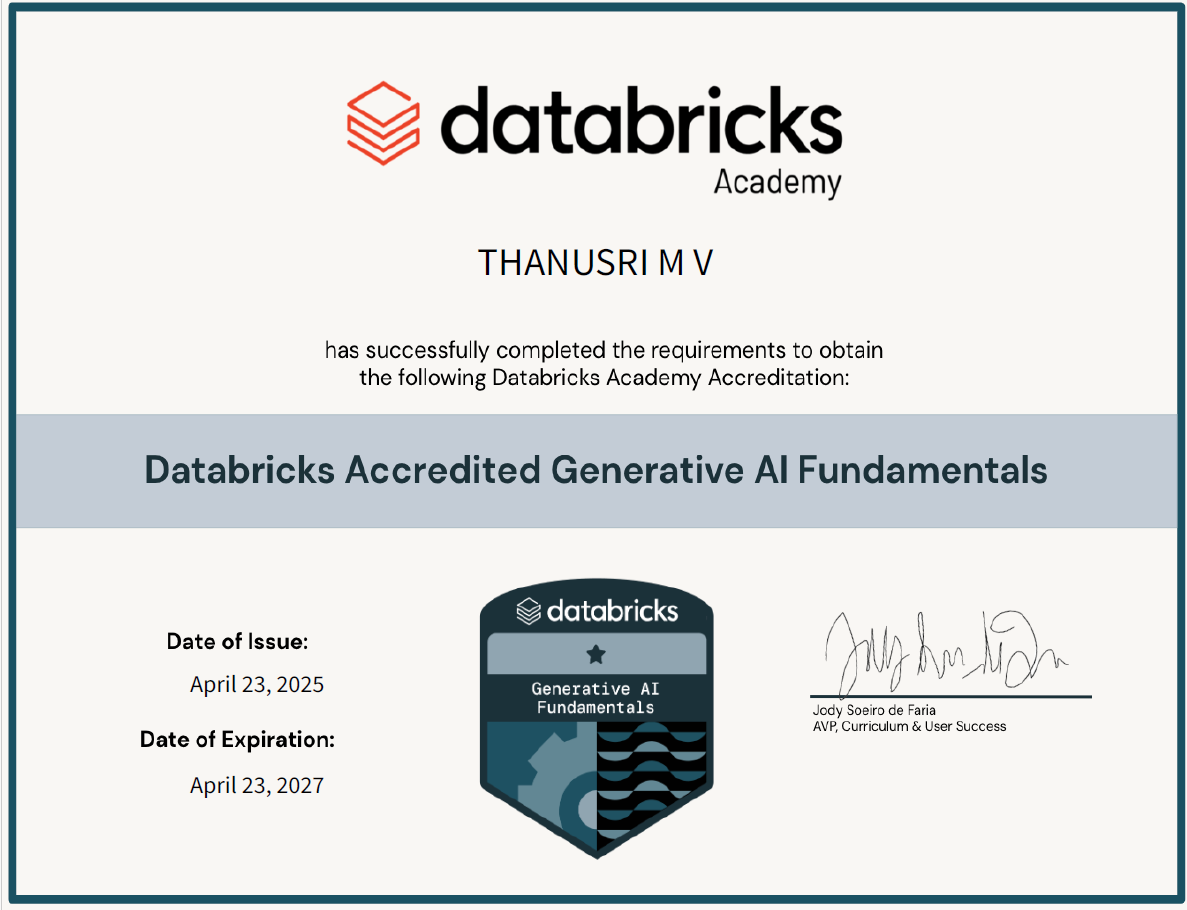 databricks
Academy
THANUSRI M V
has successfully completed the requirements to obtain
the following Databricks Academy Accreditation:
Databricks Accredited Generative AI Fundamentals
Date of Issue:
April 23, 2025
Date of Expiration:
April 23, 2027
databricks
Generative AI
Fundamentals
Jody Soeiro de Faria
AVP, Curriculum & User Success